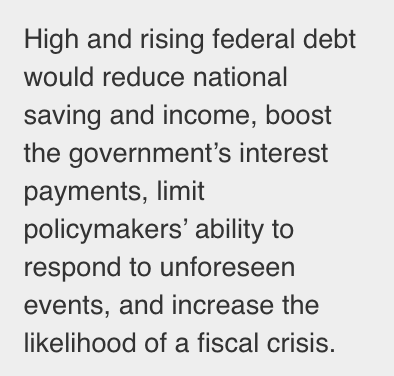 High and rising federal debt
would reduce national
saving and income, boost
the government’s interest
payments, limit
policymakers’ ability to
respond to unforeseen
events, and increase the
likelihood of a fiscal crisis.